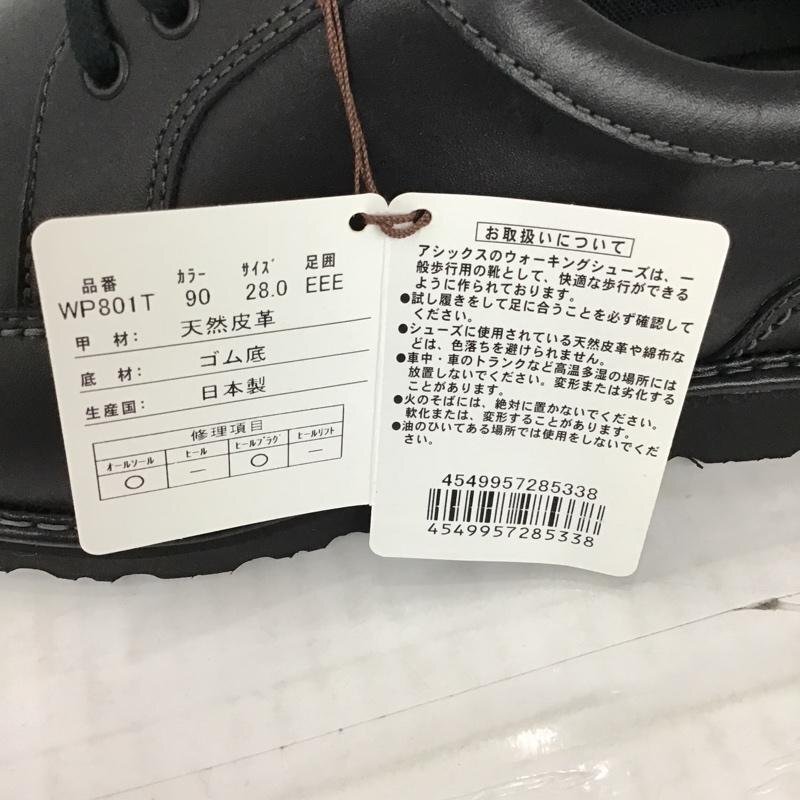 品番 カラー サイズ 足囲
WP801T 90 28.0 EEE
甲 材: 天然皮革
底 材: ゴム底
生産国: 日本製
修理項目
オールソール ヒール ヒールプラグ ヒールリフト
○ ー ○ ー
お取扱いについて
アシックスのウォーキングシューズは、一
般歩行用の靴として、快適な歩行ができる
ように作られております。
●試し履きをして足に合うことを必ず確認して
ください。
●シューズに使用されている天然皮革や綿布な
どは、色落ちを避けられません。
●車中・車のトランクなど高温多湿の場所には
放置しないでください。変形または劣化する
ことがあります。
●火のそばには、絶対に置かないでください。
軟化または、変形することがあります。
●油のひいてある場所では使用をしないでくだ
さい。
4549957285338
4549957285338